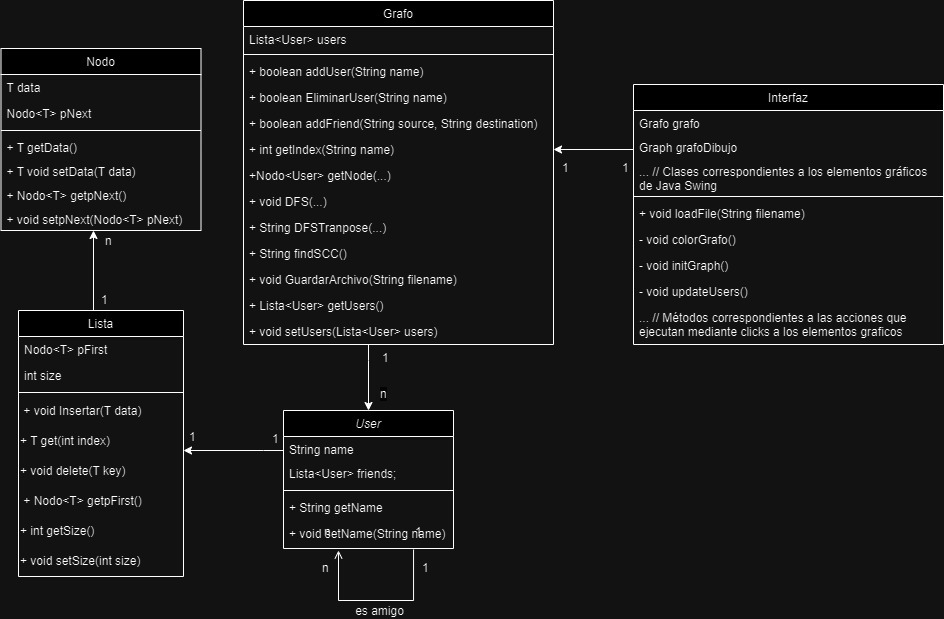 Grafo
Lista<User> users
+ boolean addUser(String name)
+ boolean EliminarUser(String name)
+ boolean addFriend(String source, String destination)
+ int getIndex(String name)
+Nodo<User> getNode(...)
+ void DFS(...)
+ String DFSTranpose(...)
+ String findSCC()
+ void GuardarArchivo(String filename)
+ Lista<User> getUsers()
+ void setUsers(Lista<User> users)
1
n
Nodo
T data
Nodo<T> pNext
+ T getData()
+ T void setData(T data)
+ Nodo<T> getpNext()
+ void setpNext(Nodo<T> pNext)
n
1
Interfaz
Grafo grafo
Graph grafoDibujo
... // Clases correspondientes a los elementos gráficos
de Java Swing
+ void loadFile(String filename)
- void colorGrafo()
- void initGraph()
- void updateUsers()
... // Métodos correspondientes a las acciones que
ejecutan mediante clicks a los elementos graficos
1
1
Lista
Nodo<T> pFirst
int size
+ void Insertar(T data)
+ T get(int index)
+ void delete(T key)
+ Nodo<T> getpFirst()
+ int getSize()
+ void setSize(int size)
1
1
User
String name
Lista<User> friends;
+ String getName
+ void setName(String name)
n
1
es amigo